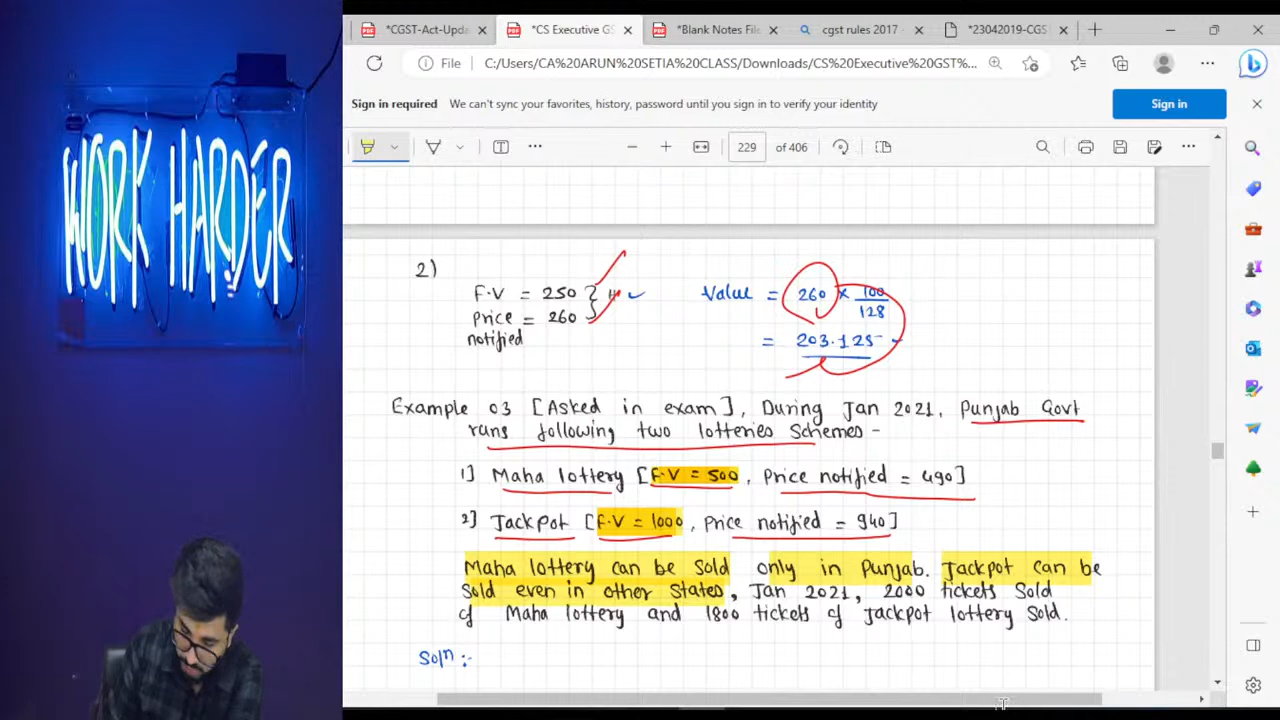 WORK HARDER
*CGST-Act-Upda
*CS Executive G
*Blank Notes File
cgst rules 2017
*23042019-CGS
File
C:/Users/CA%20ARUN%20SETIA%20CLASS/Downloads/CS%20Executive%20GST%...
Sign required We can't sync your favorites, history, password until you sign in to verify your identity
Sign in
229 of 406
2)
F.V = 250
Price = 260
notified
Value = 260 × 100
128
= 203.125
Example 03 [Asked in exam], During Jan 2021, Punjab Govt
runs following two lotteries Schemes -
1] Maha lottery [F.V = 500, Price notified = 490]
2] Jackpot [F.V = 1000, Price notified = 940]
Maha lottery can be Sold only in Punjab. Jackpot can be
Sold even in other States, Jan 2021, 2000 tickets Sold
of Maha lottery and 1800 tickets of Jackpot lottery Sold.
Solⁿ :-